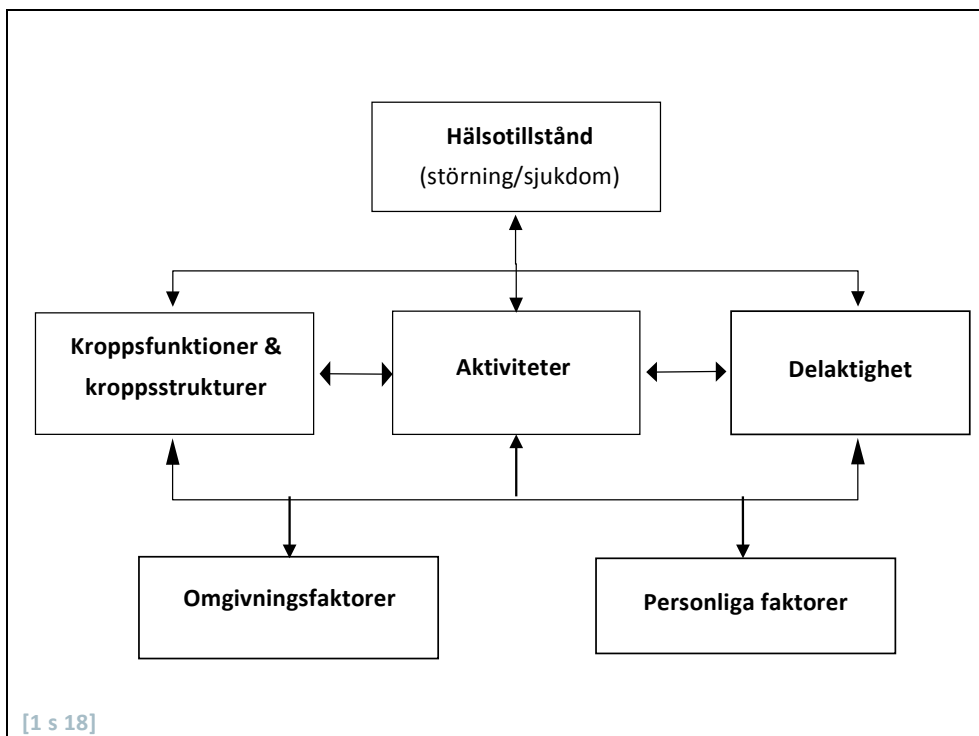 Hälsotillstånd
(störning/sjukdom)
Kroppsfunktioner &
kroppsstrukturer
Aktiviteter
Delaktighet
Omgivningsfaktorer
Personliga faktorer
[1 s 18]